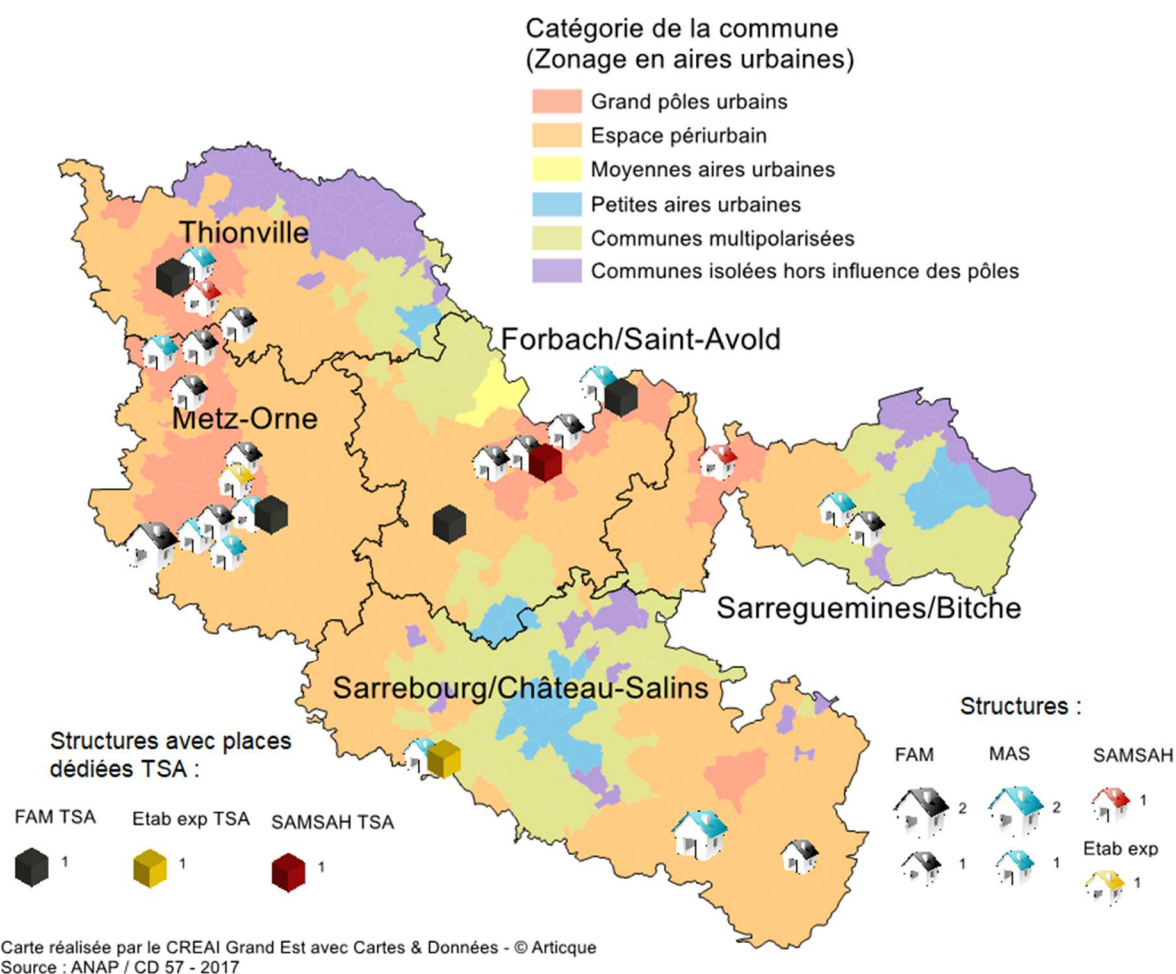 Catégorie de la commune
(Zonage en aires urbaines)
Grand pôles urbains
Espace périurbain
Moyennes aires urbaines
Petites aires urbaines
Communes multipolarisées
Communes isolées hors influence des pôles
Thionville
Forbach/Saint-Avold
Metz-Orne
Sarreguemines/Bitche
Sarrebourg/Château-Salins
Structures avec places
dédiées TSA :
FAM TSA
Etab exp TSA
SAMSAH TSA
1
1
1
Structures :
FAM
MAS
SAMSAH
2
2
1
1
1
Etab exp
1
Carte réalisée par le CREAI Grand Est avec Cartes & Données - © Articque
Source : ANAP / CD 57 - 2017